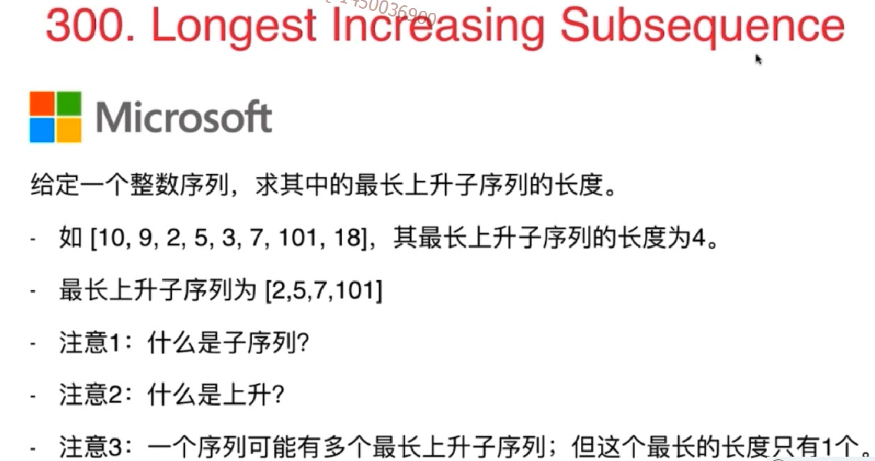 300. Longest Increasing Subsequence
Microsoft
给定一个整数序列，求其中的最长上升子序列的长度。
- 如 [10, 9, 2, 5, 3, 7, 101, 18]，其最长上升子序列的长度为4。
- 最长上升子序列为 [2,5,7,101]
- 注意1：什么是子序列?
- 注意2：什么是上升?
- 注意3：一个序列可能有多个最长上升子序列；但这个最长的长度只有1个。